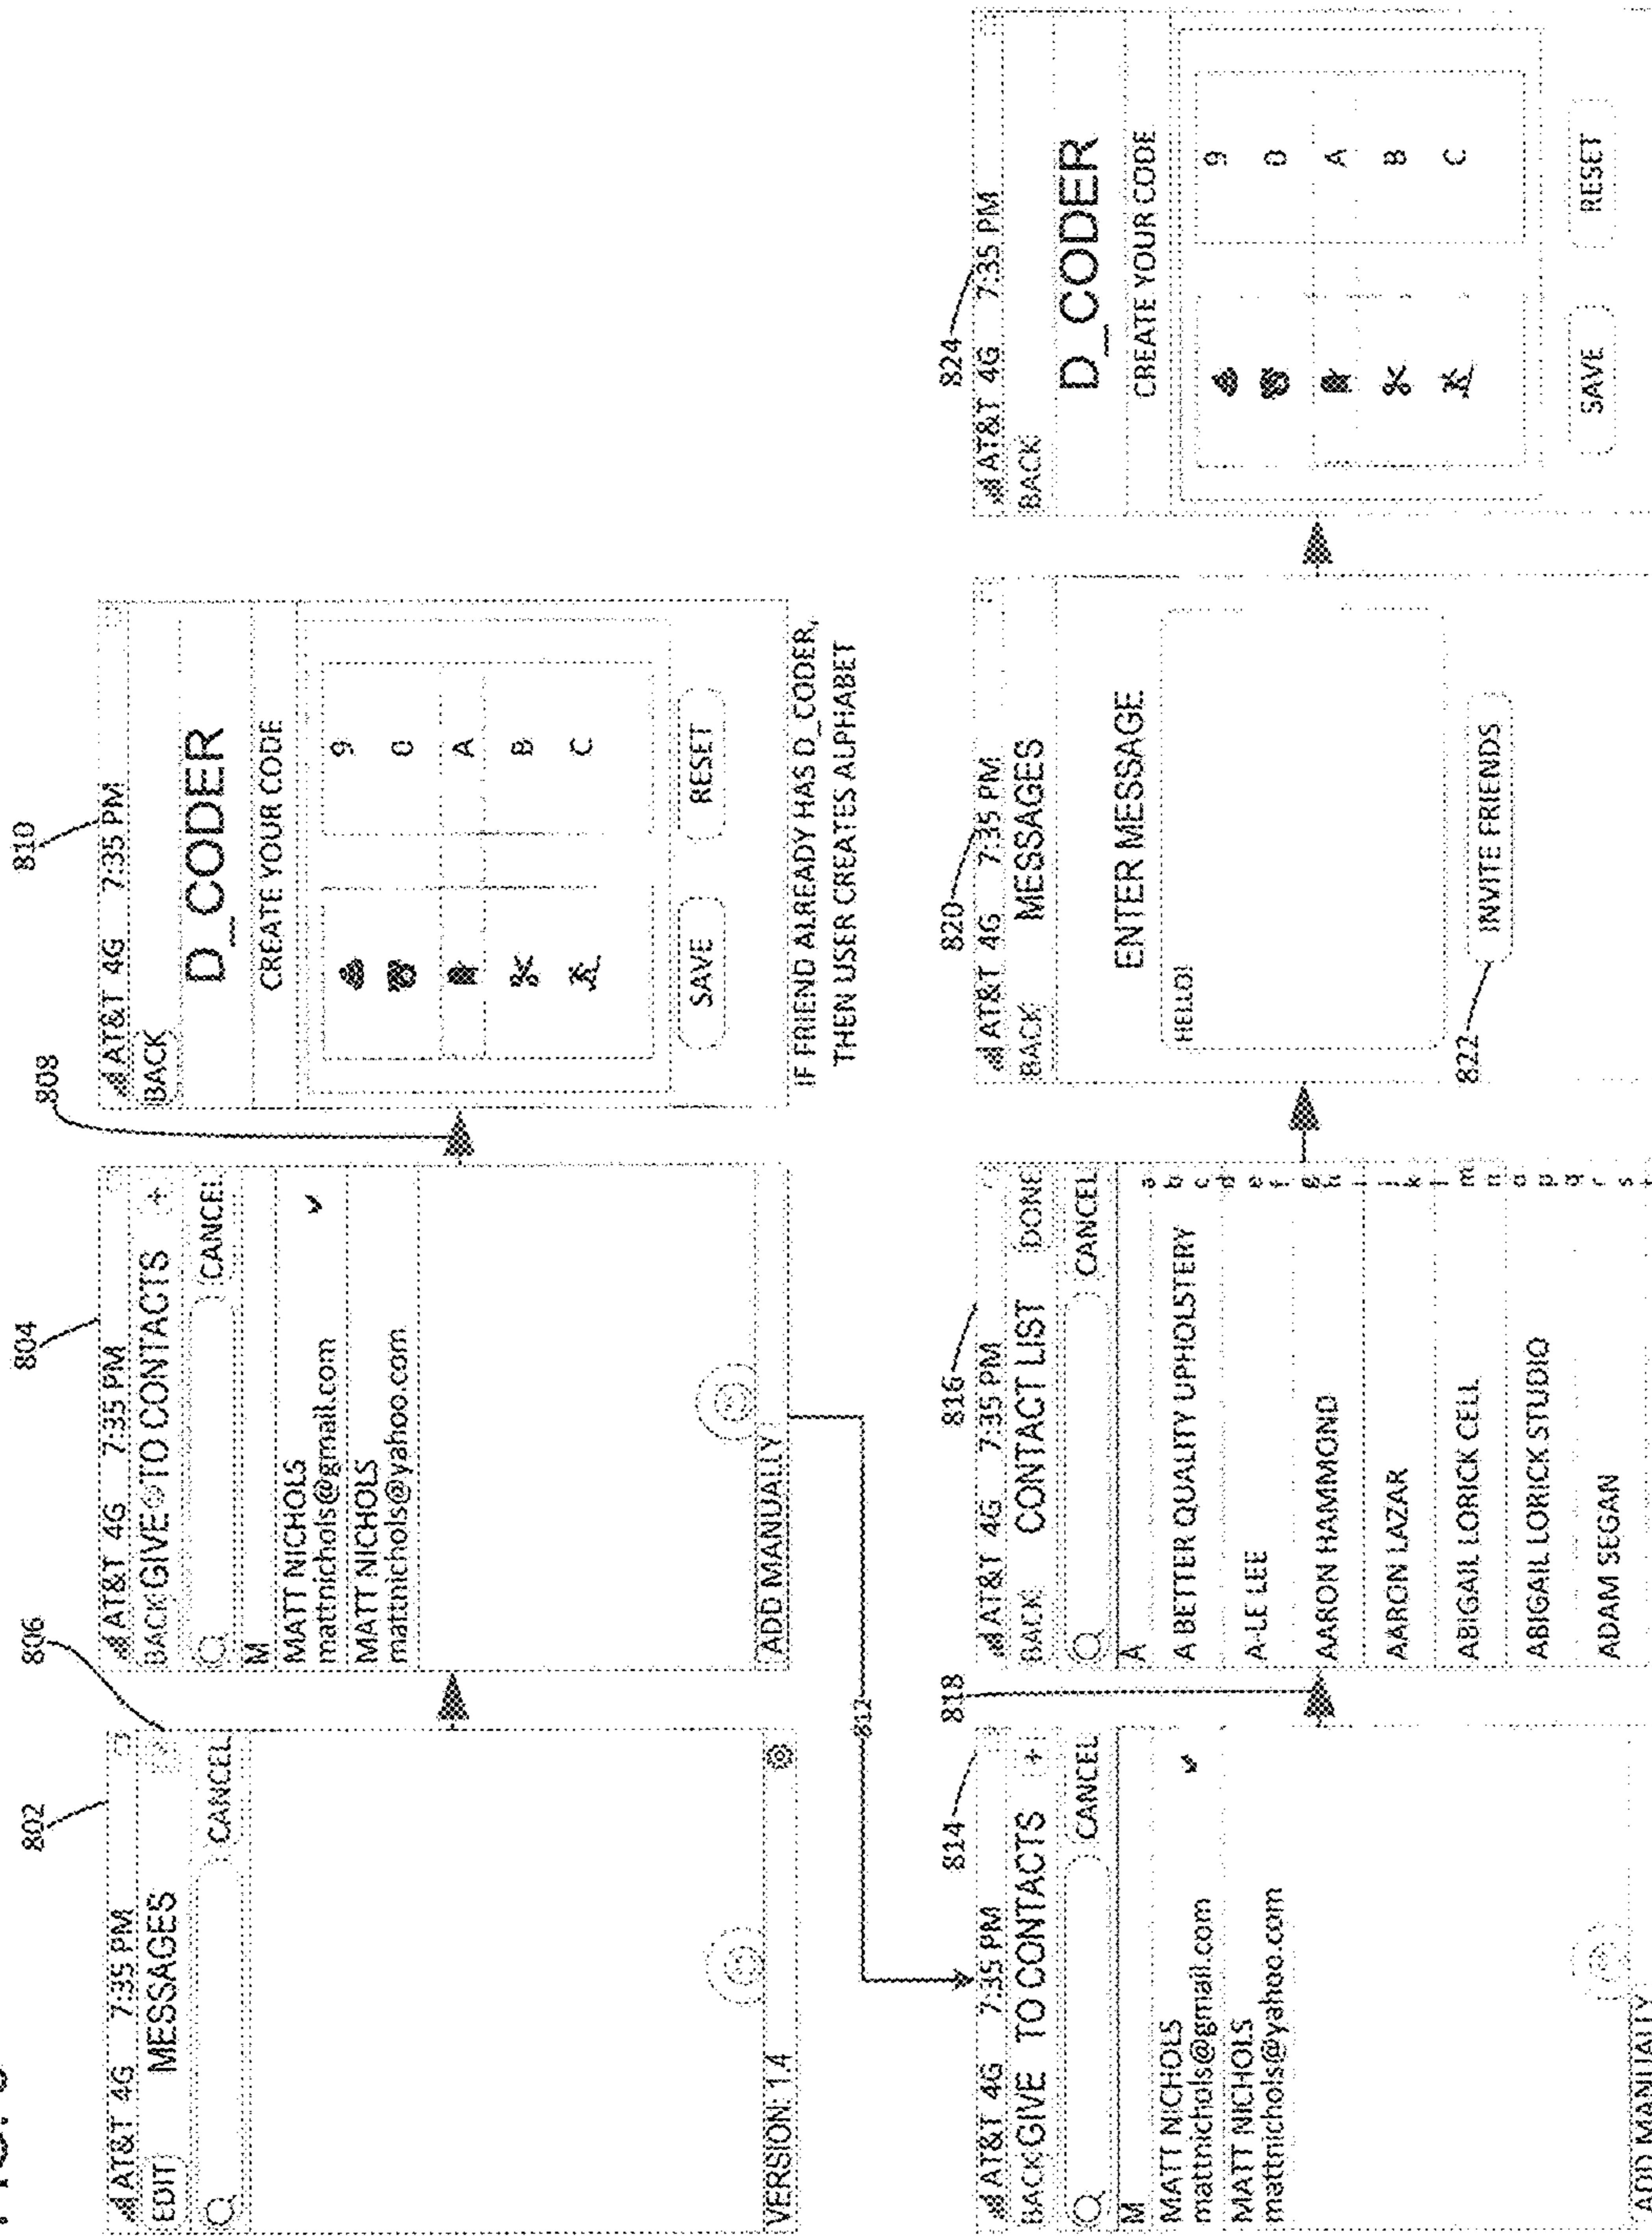 802
806
AT&T 4G 7:35 PM
EDIT MESSAGES
CANCEL
VERSION: 1.4
804
AT&T 4G 7:35 PM
BACK GIVE TO CONTACTS +
CANCEL
M
MATT NICHOLS
mattnichols@gmail.com
MATT NICHOLS
mattnichols@yahoo.com
ADD MANUALLY
808
810
AT&T 4G 7:35 PM
BACK
D_CODER
CREATE YOUR CODE
9
0
A
B
C
SAVE RESET
IF FRIEND ALREADY HAS D_CODER,
THEN USER CREATES ALPHABET
812
814
AT&T 4G 7:35 PM
BACK GIVE TO CONTACTS +
CANCEL
M
MATT NICHOLS
mattnichols@gmail.com
MATT NICHOLS
mattnichols@yahoo.com
ADD MANUALLY
818
816
AT&T 4G 7:35 PM
BACK CONTACT LIST DONE
CANCEL
A
A BETTER QUALITY UPHOLSTERY
A-LE LEE
AARON HAMMOND
AARON LAZAR
ABIGAIL LORICK CELL
ABIGAIL LORICK STUDIO
ADAM SEGAN
820
AT&T 4G 7:35 PM
BACK MESSAGES
ENTER MESSAGE
HELLO!
822
INVITE FRIENDS
824
AT&T 4G 7:35 PM
BACK
D_CODER
CREATE YOUR CODE
9
0
A
B
C
SAVE RESET